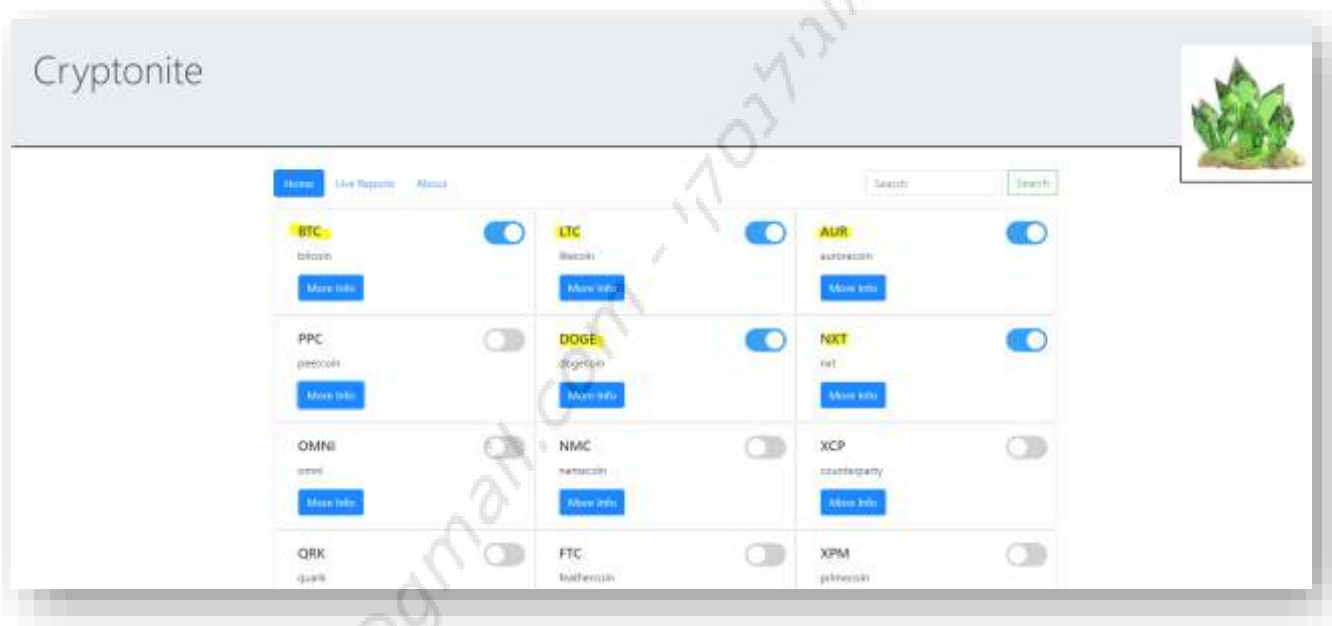 Cryptonite
Home Live Reports About Search Search
BTC LTC AUR
bitcoin litecoin auroracoin
More Info More Info More Info
PPC DOGE NXT
peercoin dogecoin nxt
More Info More Info More Info
OMNI NMC XCP
omni namecoin counterparty
More Info More Info More Info
QRK FTC XPM
quark feathercoin primecoin